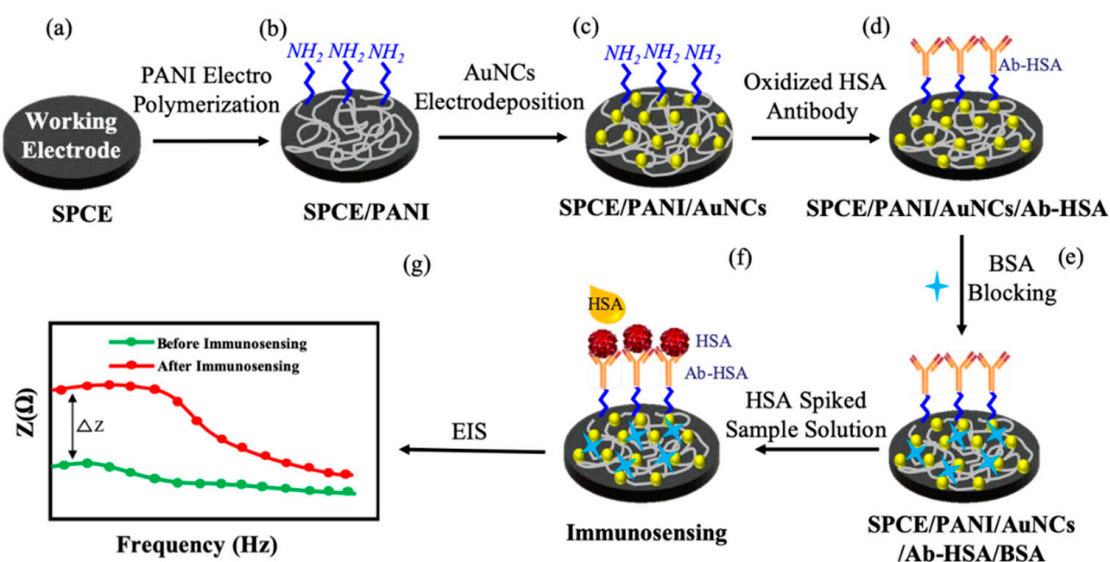 (a)
(b)
(c)
(d)
NH2 NH2 NH2
NH2 NH2 NH2
PANI Electro
Polymerization
AuNCs
Electrodeposition
Oxidized HSA
Antibody
Ab-HSA
Working
Electrode
SPCE
SPCE/PANI
SPCE/PANI/AuNCs
SPCE/PANI/AuNCs/Ab-HSA
(g)
(f)
(e)
BSA
Blocking
HSA
HSA
Ab-HSA
HSA Spiked
Sample Solution
EIS
Before Immunosensing
After Immunosensing
Z(Ω)
△Z
Frequency (Hz)
Immunosensing
SPCE/PANI/AuNCs
/Ab-HSA/BSA